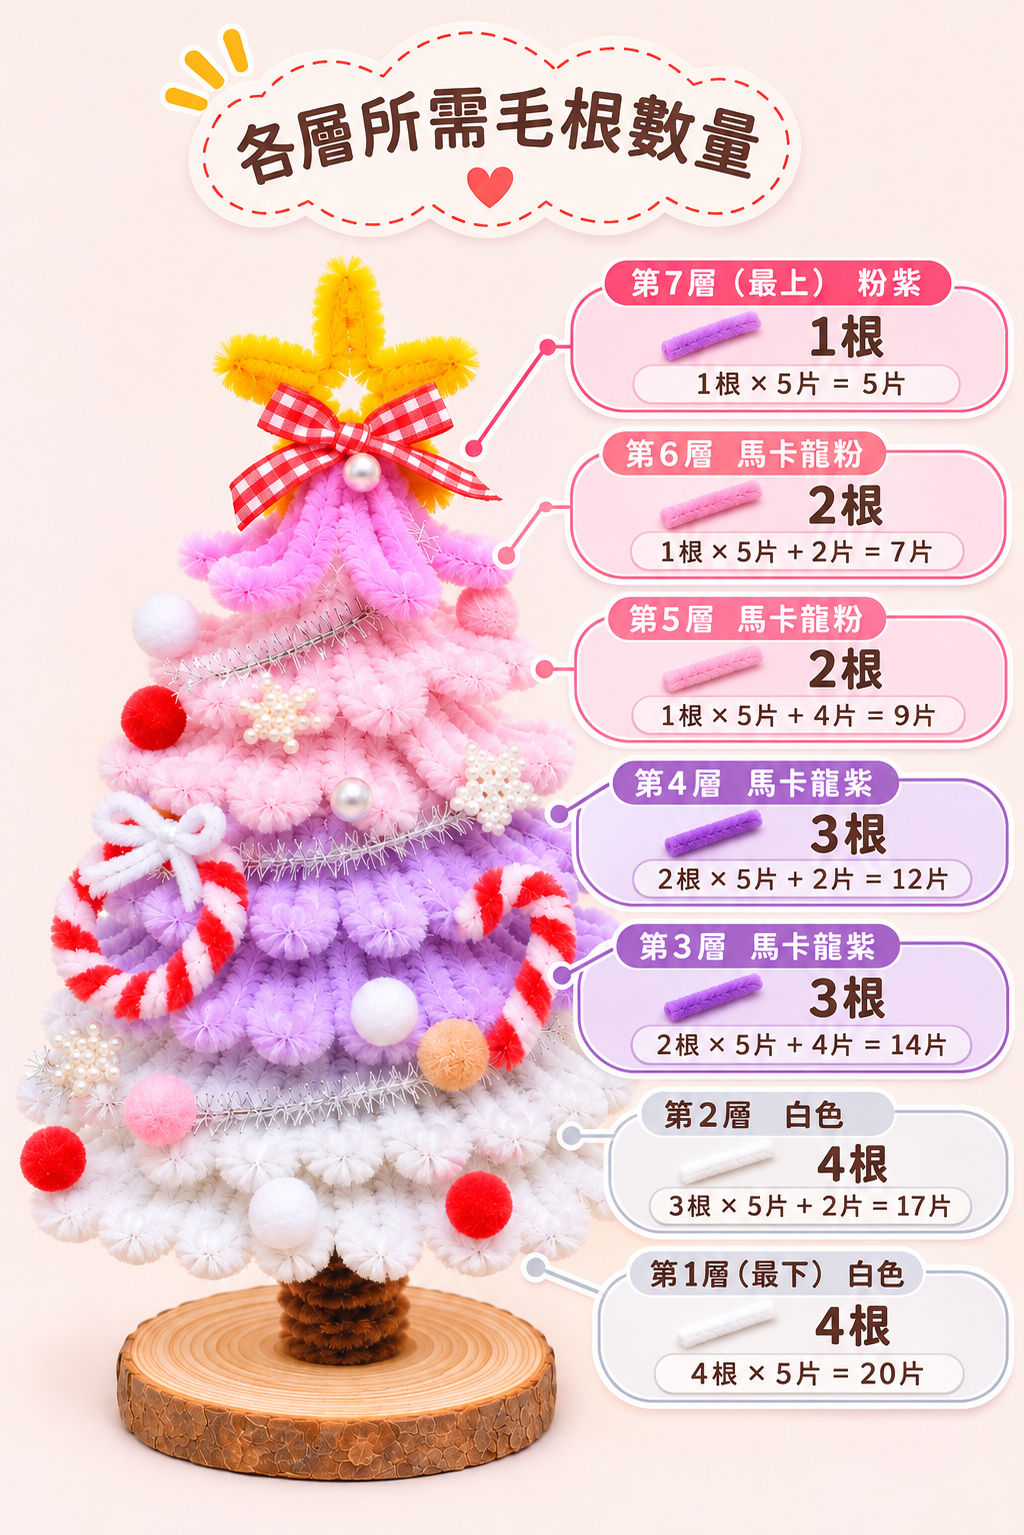 各層所需毛根數量
第7層（最上） 粉紫
1根
1根 × 5片 = 5片
第6層 馬卡龍粉
2根
1根 × 5片 + 2片 = 7片
第5層 馬卡龍粉
2根
1根 × 5片 + 4片 = 9片
第4層 馬卡龍紫
3根
2根 × 5片 + 2片 = 12片
第3層 馬卡龍紫
3根
2根 × 5片 + 4片 = 14片
第2層 白色
4根
3根 × 5片 + 2片 = 17片
第1層（最下） 白色
4根
4根 × 5片 = 20片